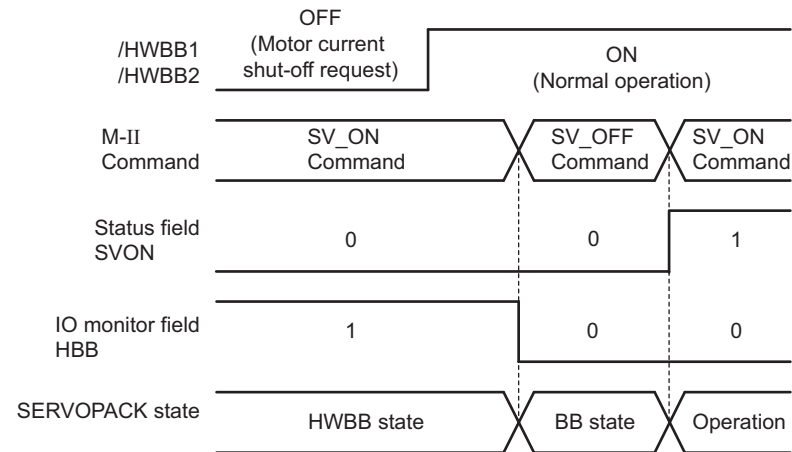 OFF
(Motor current
shut-off request)
/HWBB1
/HWBB2
ON
(Normal operation)
M-II
Command
SV_ON
Command
SV_OFF
Command
SV_ON
Command
Status field
SVON
0
0
1
IO monitor field
HBB
1
0
0
SERVOPACK state
HWBB state
BB state
Operation